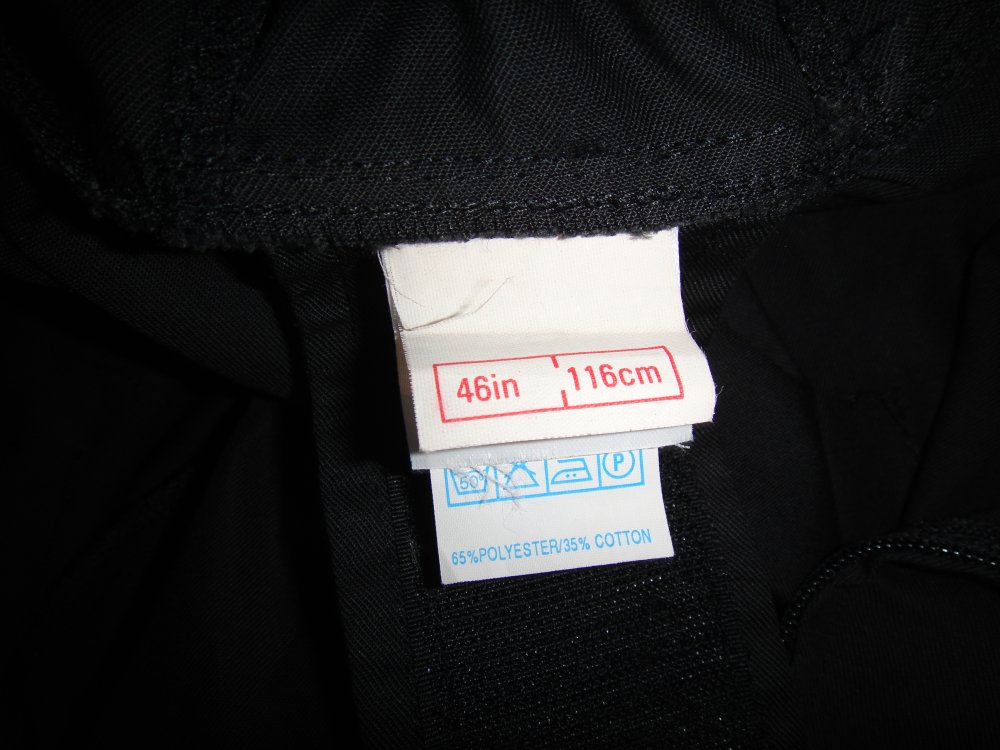 46in 116cm
50° P
65%POLYESTER/35% COTTON